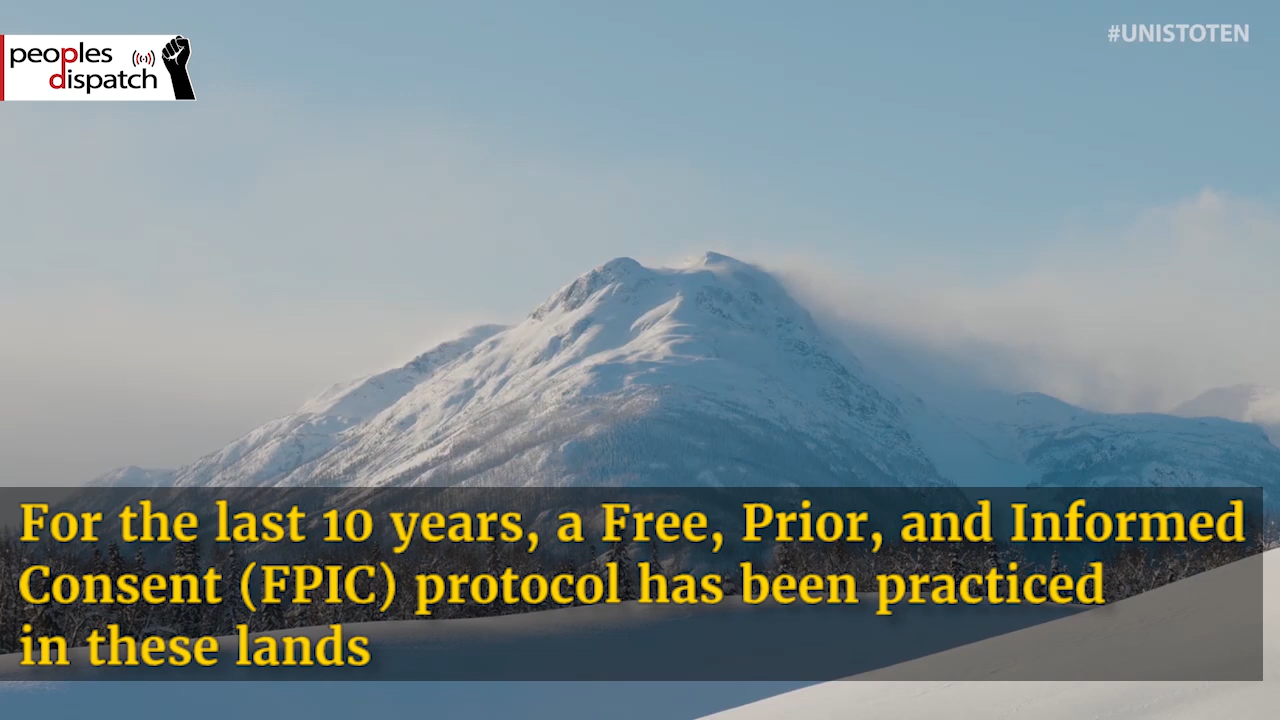 peoples
dispatch
#UNISTOTEN
For the last 10 years, a Free, Prior, and Informed
Consent (FPIC) protocol has been practiced
in these lands